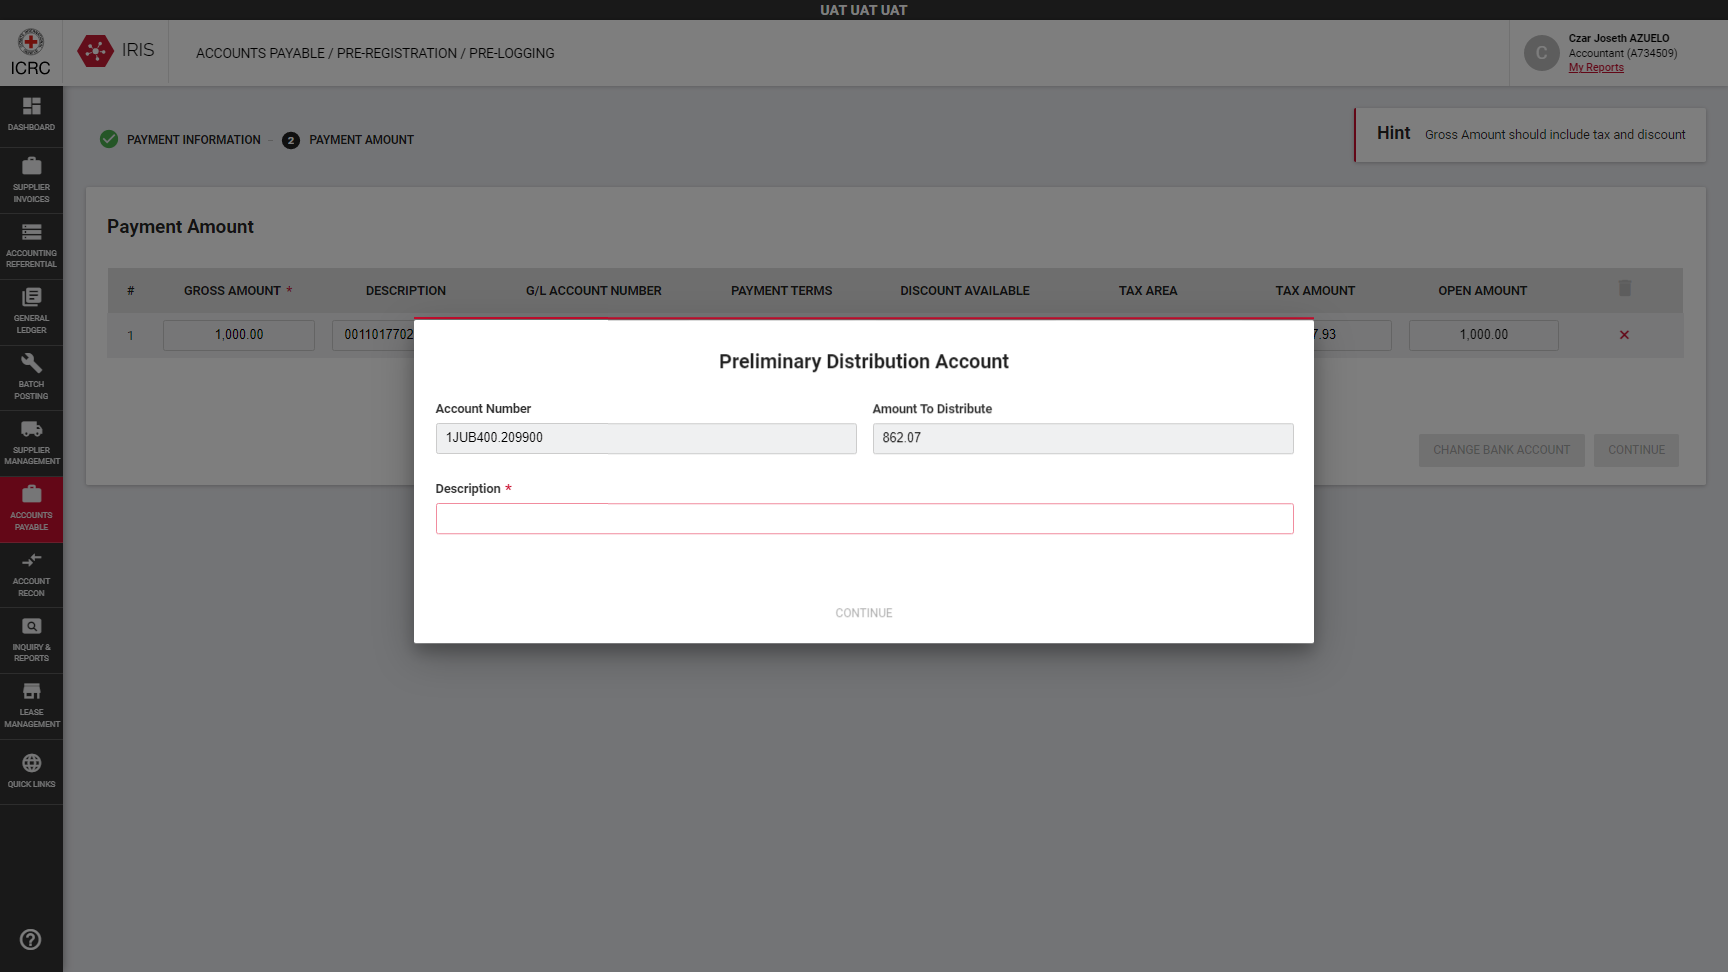 UAT UAT UAT
ICRC
IRIS
ACCOUNTS PAYABLE / PRE-REGISTRATION / PRE-LOGGING
C
Czar Joseth AZUELO
Accountant (A734509)
My Reports
DASHBOARD
SUPPLIER
INVOICES
ACCOUNTING
REFERENTIAL
GENERAL
LEDGER
BATCH
POSTING
SUPPLIER
MANAGEMENT
ACCOUNTS
PAYABLE
ACCOUNT
RECON
INQUIRY &
REPORTS
LEASE
MANAGEMENT
QUICK LINKS
PAYMENT INFORMATION - 2 PAYMENT AMOUNT
Hint Gross Amount should include tax and discount
Payment Amount
# GROSS AMOUNT * DESCRIPTION G/L ACCOUNT NUMBER PAYMENT TERMS DISCOUNT AVAILABLE TAX AREA TAX AMOUNT OPEN AMOUNT
1 1,000.00 0011017702 7.93 1,000.00
CHANGE BANK ACCOUNT CONTINUE
Preliminary Distribution Account
Account Number Amount To Distribute
1JUB400.209900 862.07
Description *
CONTINUE